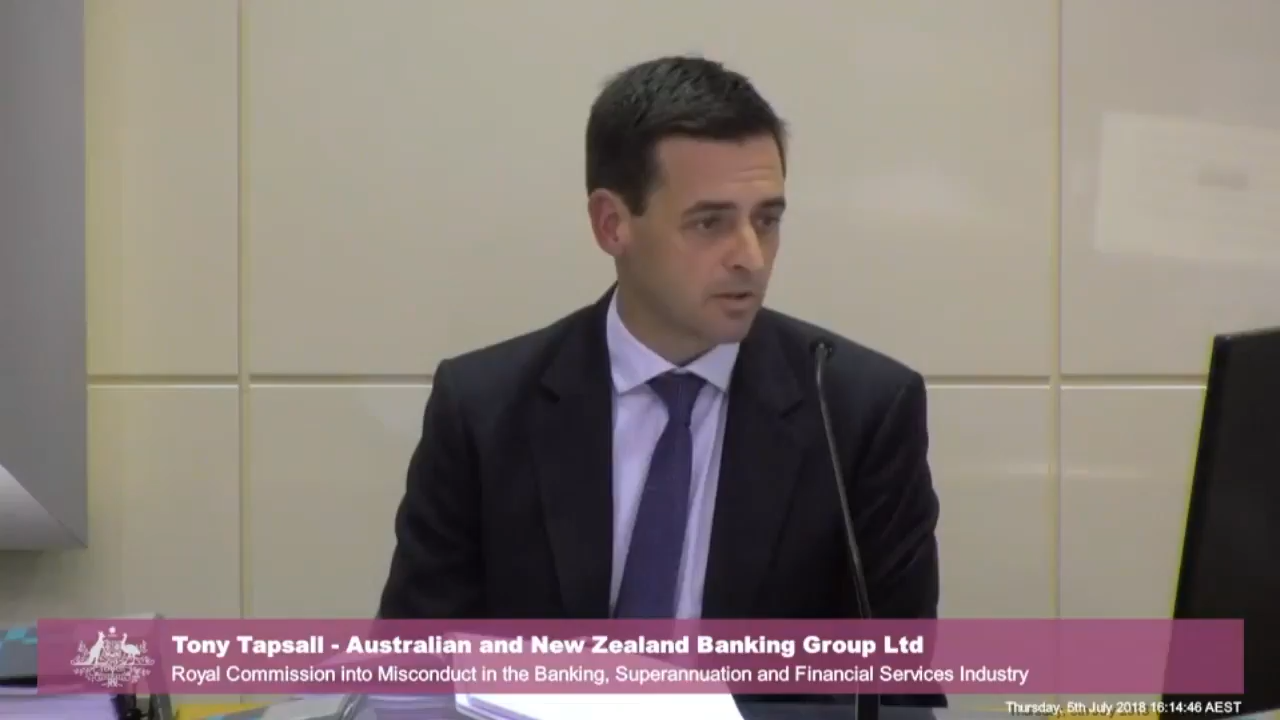 Tony Tapsall - Australian and New Zealand Banking Group Ltd
Royal Commission into Misconduct in the Banking, Superannuation and Financial Services Industry
Thursday, 5th July 2018 16:14:46 AEST